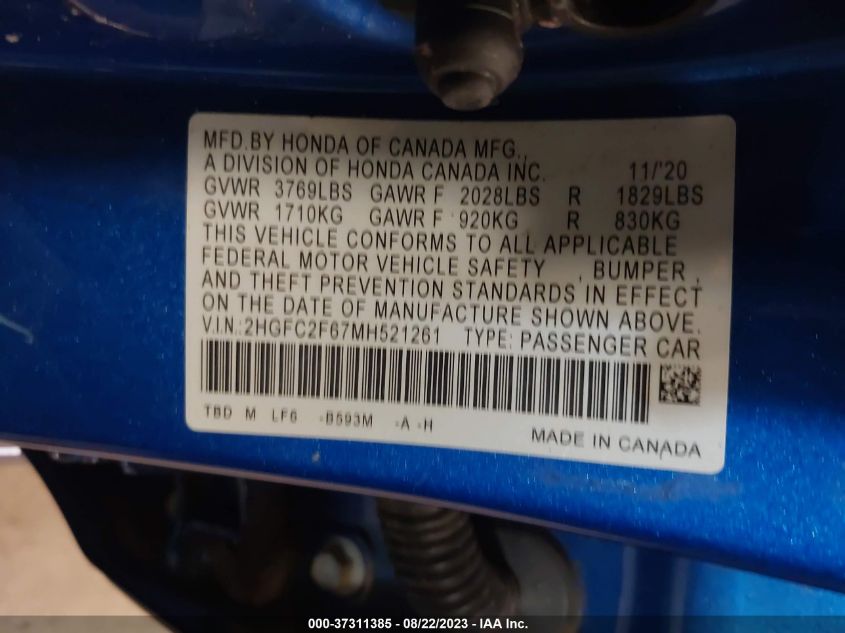 MFD.BY HONDA OF CANADA MFG.,
A DIVISION OF HONDA CANADA INC. 11/'20
GVWR 3769LBS GAWR F 2028LBS R 1829LBS
GVWR 1710KG GAWR F 920KG R 830KG
THIS VEHICLE CONFORMS TO ALL APPLICABLE
FEDERAL MOTOR VEHICLE SAFETY , BUMPER ,
AND THEFT PREVENTION STANDARDS IN EFFECT
ON THE DATE OF MANUFACTURE SHOWN ABOVE.
V.I.N.:2HGFC2F67MH521261 TYPE: PASSENGER CAR
TBD M LF6 -B593M -A -H
MADE IN CANADA
000-37311385 - 08/22/2023 - IAA Inc.